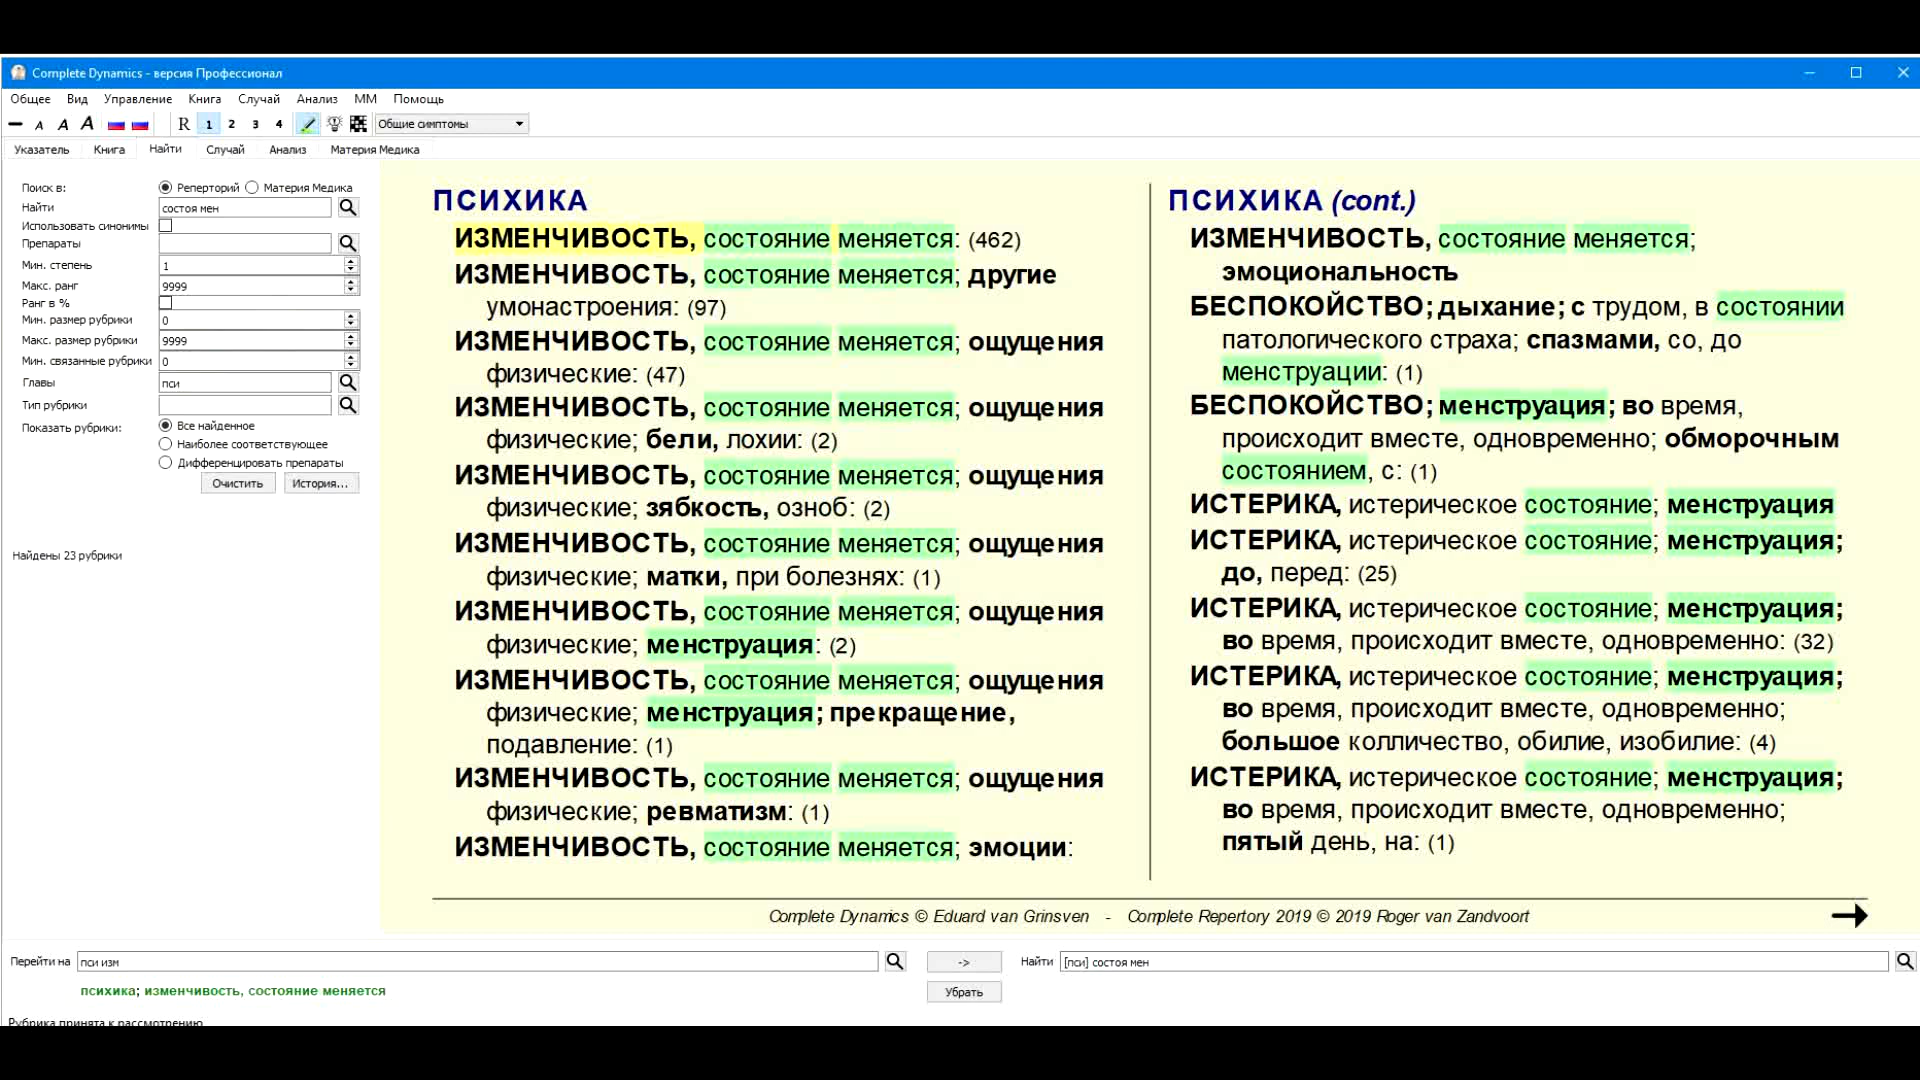 Complete Dynamics - версия Профессионал
Общее Вид Управление Книга Случай Анализ ММ Помощь
A A A R 1 2 3 4 Общие симптомы
Указатель Книга Найти Случай Анализ Материа Медика
Поиск в: Реперторий Материа Медика
Найти состоя мен
Использовать синонимы
Препараты
Мин. степень 1
Макс. ранг 9999
Ранг в %
Мин. размер рубрики 0
Макс. размер рубрики 9999
Мин. связанные рубрики 0
Главы пси
Тип рубрики
Показать рубрики: Все найденное
Наиболее соответствующее
Дифференцировать препараты
Очистить История...
Найдены 23 рубрики
ПСИХИКА
ИЗМЕНЧИВОСТЬ, состояние меняется: (462)
ИЗМЕНЧИВОСТЬ, состояние меняется; другие
умонастроения: (97)
ИЗМЕНЧИВОСТЬ, состояние меняется; ощущения
физические: (47)
ИЗМЕНЧИВОСТЬ, состояние меняется; ощущения
физические; бели, лохии: (2)
ИЗМЕНЧИВОСТЬ, состояние меняется; ощущения
физические; зябкость, озноб: (2)
ИЗМЕНЧИВОСТЬ, состояние меняется; ощущения
физические; матки, при болезнях: (1)
ИЗМЕНЧИВОСТЬ, состояние меняется; ощущения
физические; менструация: (2)
ИЗМЕНЧИВОСТЬ, состояние меняется; ощущения
физические; менструация; прекращение,
подавление: (1)
ИЗМЕНЧИВОСТЬ, состояние меняется; ощущения
физические; ревматизм: (1)
ИЗМЕНЧИВОСТЬ, состояние меняется; эмоции:
ПСИХИКА (cont.)
ИЗМЕНЧИВОСТЬ, состояние меняется;
эмоциональность
БЕСПОКОЙСТВО; дыхание; с трудом, в состоянии
патологического страха; спазмами, со, до
менструации: (1)
БЕСПОКОЙСТВО; менструация; во время,
происходит вместе, одновременно; обморочным
состоянием, с: (1)
ИСТЕРИКА, истерическое состояние; менструация
ИСТЕРИКА, истерическое состояние; менструация;
до, перед: (25)
ИСТЕРИКА, истерическое состояние; менструация;
во время, происходит вместе, одновременно: (32)
ИСТЕРИКА, истерическое состояние; менструация;
во время, происходит вместе, одновременно;
большое колличество, обилие, изобилие: (4)
ИСТЕРИКА, истерическое состояние; менструация;
во время, происходит вместе, одновременно;
пятый день, на: (1)
Complete Dynamics © Eduard van Grinsven - Complete Repertory 2019 © 2019 Roger van Zandvoort
Перейти на пси изм -> Найти [пси] состоя мен
психика; изменчивость, состояние меняется Убрать
Рубрика принята к рассмотрению